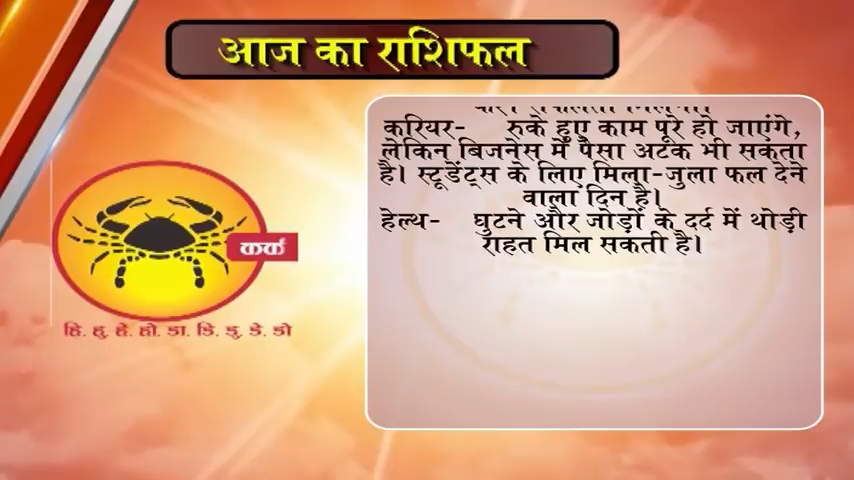 आज का राशिफल
करियर- रुके हुए काम पूरे हो जाएंगे,
लेकिन बिजनेस में पैसा अटक भी सकता
है। स्टूडेंट्स के लिए मिला-जुला फल देने
वाला दिन है।
हेल्थ- घुटने और जोड़ों के दर्द में थोड़ी
राहत मिल सकती है।
कर्क
हि. हु. हे. हो. डा. डि. डु. डे. डो